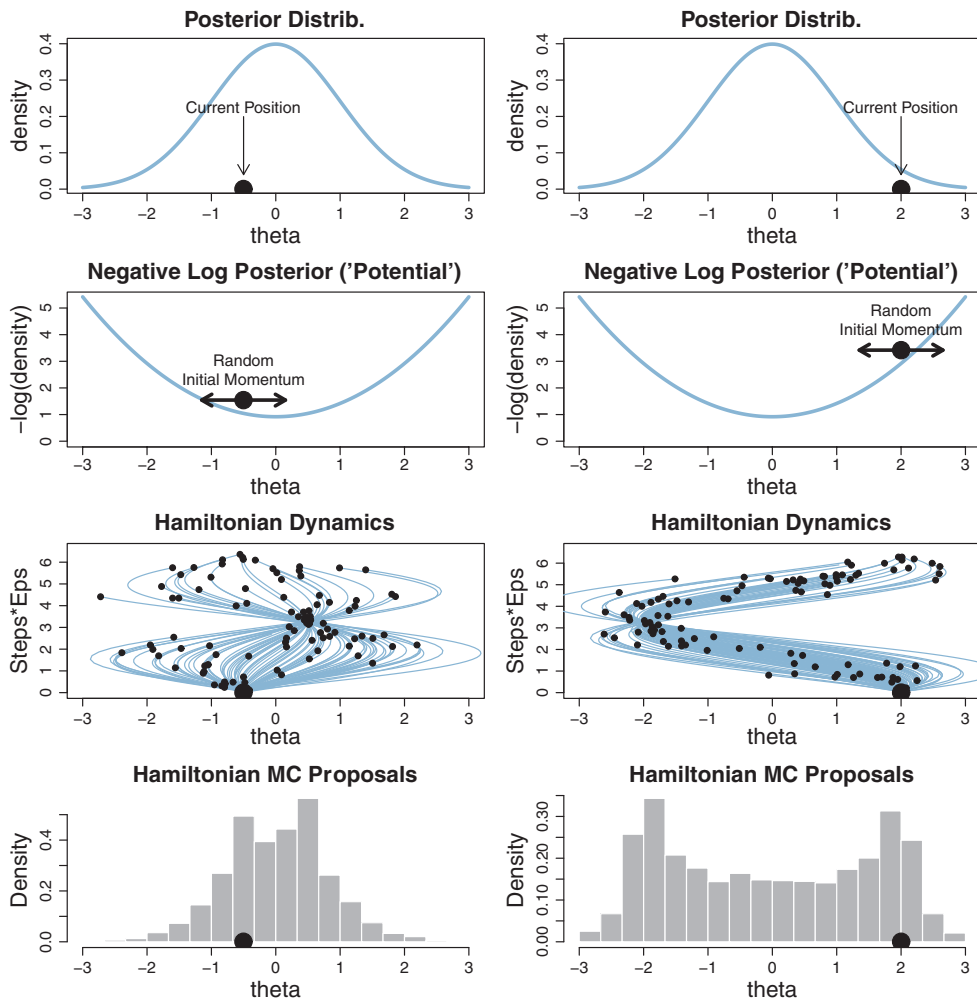 Posterior Distrib.
density
0.0 0.1 0.2 0.3 0.4
Current Position
−3 −2 −1 0 1 2 3
theta
Posterior Distrib.
density
0.0 0.1 0.2 0.3 0.4
Current Position
−3 −2 −1 0 1 2 3
theta
Negative Log Posterior ('Potential')
−log(density)
0 1 2 3 4 5
Random
Initial Momentum
−3 −2 −1 0 1 2 3
theta
Negative Log Posterior ('Potential')
−log(density)
0 1 2 3 4 5
Random
Initial Momentum
−3 −2 −1 0 1 2 3
theta
Hamiltonian Dynamics
Steps*Eps
0 1 2 3 4 5 6
−3 −2 −1 0 1 2 3
theta
Hamiltonian Dynamics
Steps*Eps
0 1 2 3 4 5 6
−3 −2 −1 0 1 2 3
theta
Hamiltonian MC Proposals
Density
0.0 0.2 0.4
−3 −2 −1 0 1 2 3
theta
Hamiltonian MC Proposals
Density
0.00 0.10 0.20 0.30
−3 −2 −1 0 1 2 3
theta